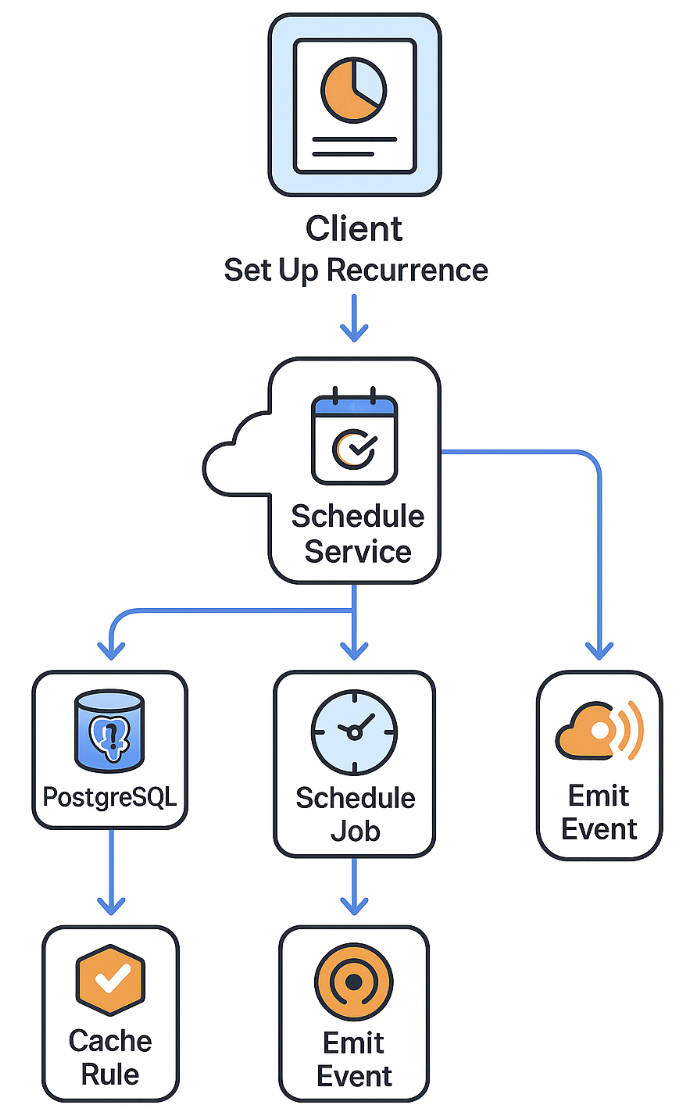 Client
Set Up Recurrence
Schedule
Service
PostgreSQL
Schedule
Job
Emit
Event
Cache
Rule
Emit
Event